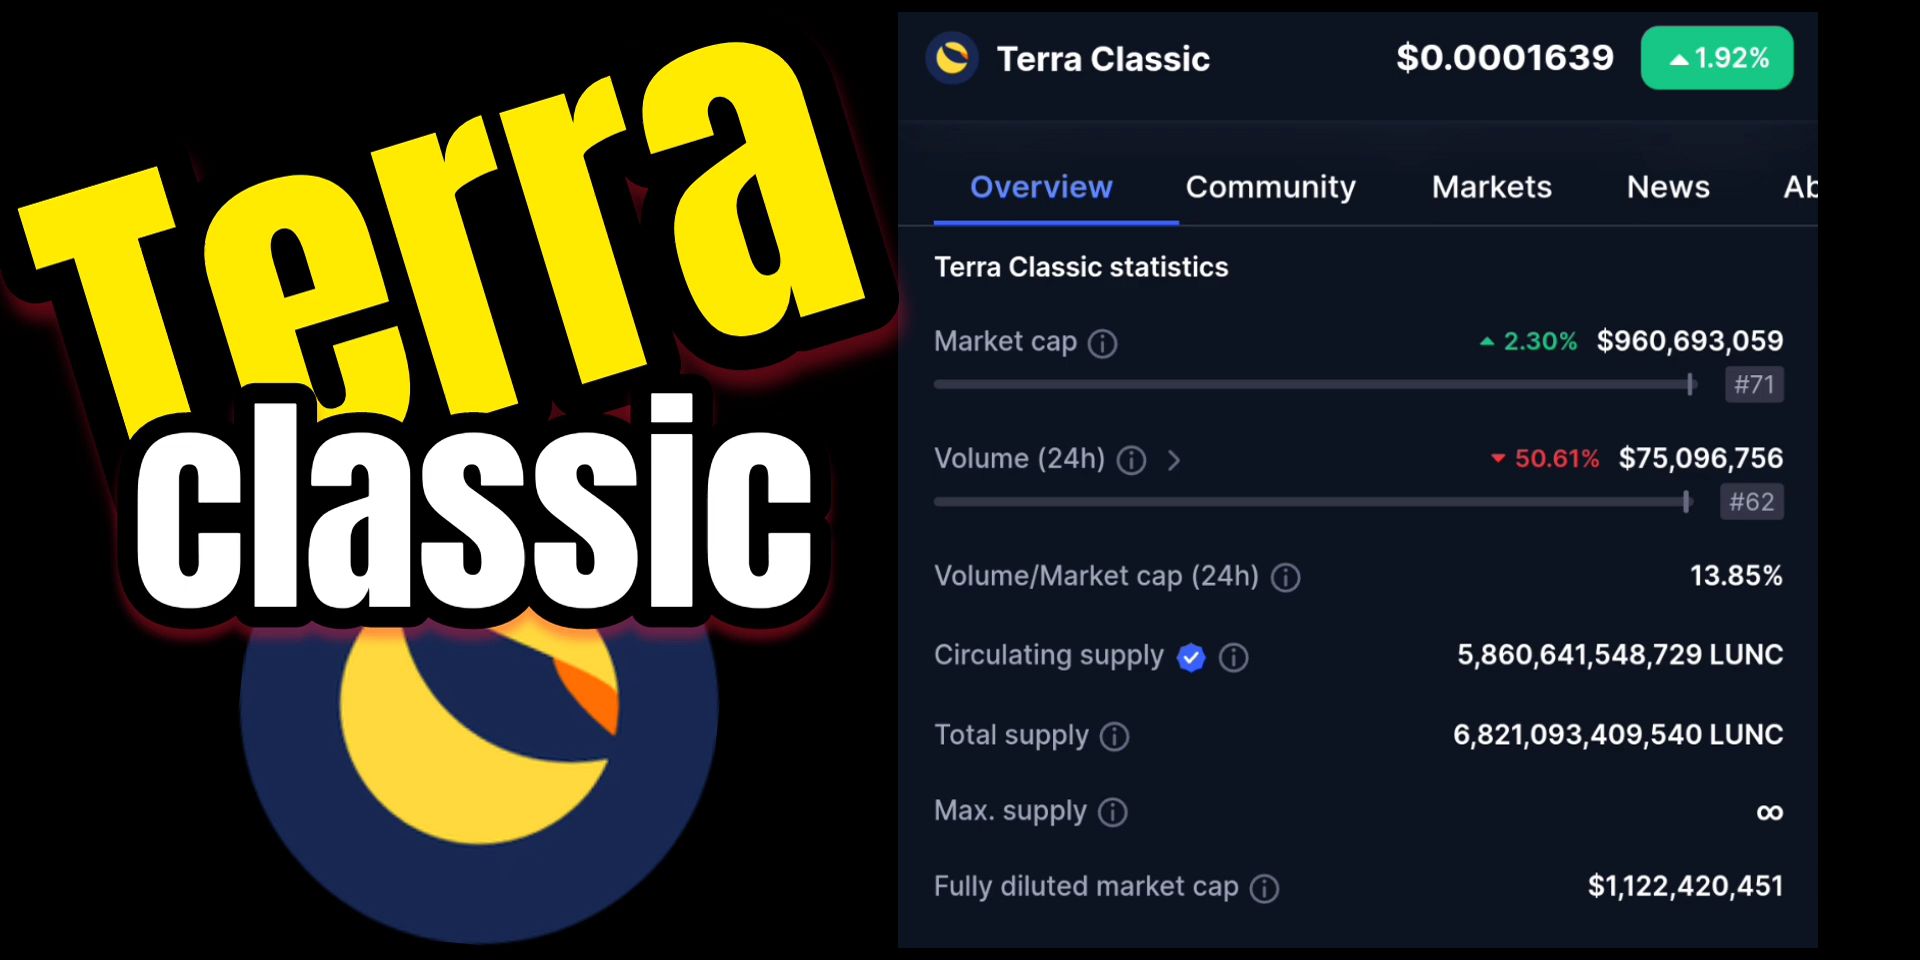 Terra
classic
Terra Classic $0.0001639 ▲1.92%
Overview Community Markets News Ab
Terra Classic statistics
Market cap ▲ 2.30% $960,693,059
#71
Volume (24h) > ▼ 50.61% $75,096,756
#62
Volume/Market cap (24h) 13.85%
Circulating supply 5,860,641,548,729 LUNC
Total supply 6,821,093,409,540 LUNC
Max. supply ∞
Fully diluted market cap $1,122,420,451